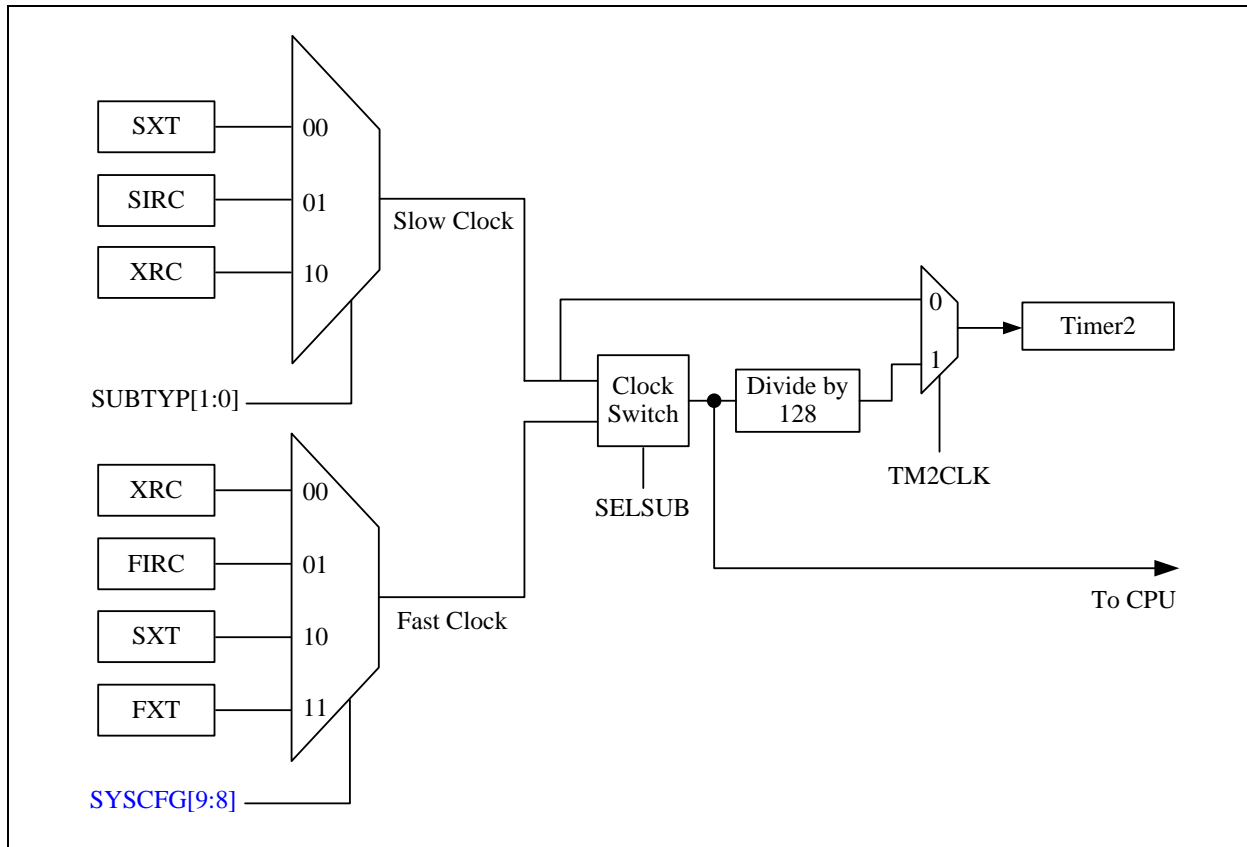 SXT
00
SIRC
01
XRC
10
Slow Clock
SUBTYP[1:0]
XRC
00
FIRC
01
SXT
10
FXT
11
Fast Clock
SYSCFG[9:8]
Clock
Switch
SELSUB
Divide by
128
0
1
TM2CLK
Timer2
To CPU